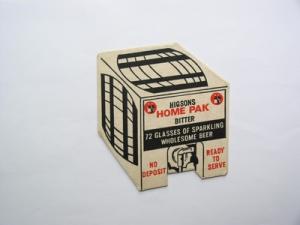 HIGSONS
HOME PAK
BITTER
72 GLASSES OF SPARKLING
WHOLESOME BEER
NO
DEPOSIT
READY
TO
SERVE